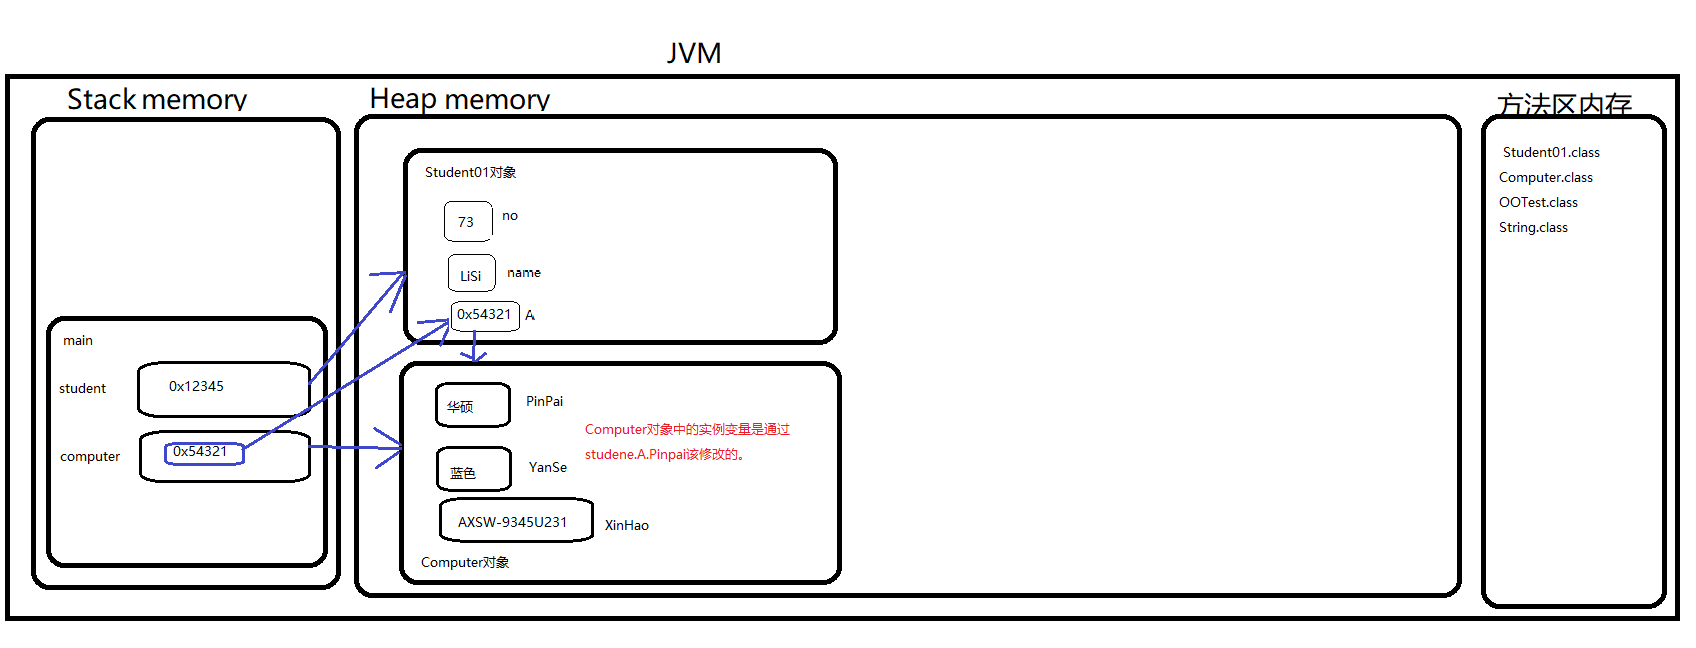 JVM
Stack memory
Heap memory
方法区内存
main
student
0x12345
computer
0x54321
Student01对象
73
no
LiSi
name
0x54321
A
华硕
PinPai
蓝色
YanSe
AXSW-9345U231
XinHao
Computer对象中的实例变量是通过
studene.A.Pinpai该修改的。
Computer对象
Student01.class
Computer.class
OOTest.class
String.class